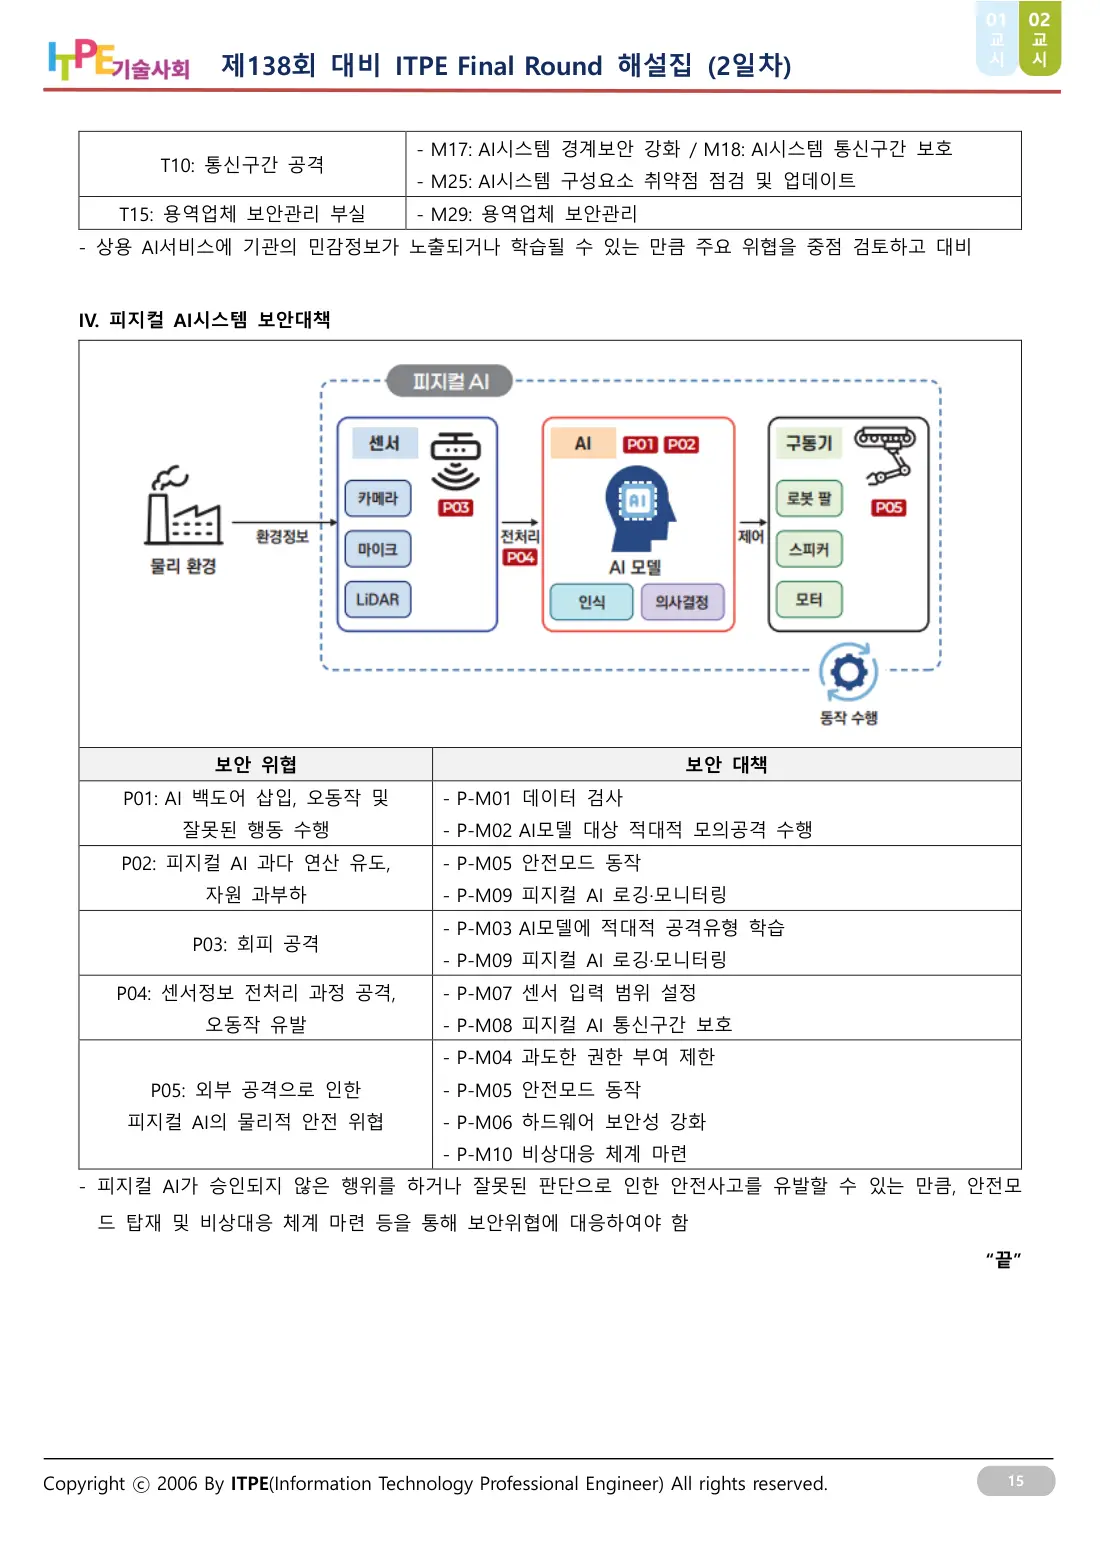 01
교
시
02
교
시
ITPE기술사회 제138회 대비 ITPE Final Round 해설집 (2일차)
T10: 통신구간 공격
- M17: AI시스템 경계보안 강화 / M18: AI시스템 통신구간 보호
- M25: AI시스템 구성요소 취약점 점검 및 업데이트
T15: 용역업체 보안관리 부실
- M29: 용역업체 보안관리
- 상용 AI서비스에 기관의 민감정보가 노출되거나 학습될 수 있는 만큼 주요 위협을 중점 검토하고 대비
IV. 피지컬 AI시스템 보안대책
피지컬 AI
물리 환경
환경정보
센서
카메라
마이크
LiDAR
P03
전처리
P04
AI
P01 P02
AI
AI 모델
인식
의사결정
제어
구동기
로봇 팔
스피커
모터
P05
동작 수행
보안 위협
보안 대책
P01: AI 백도어 삽입, 오동작 및
잘못된 행동 수행
- P-M01 데이터 검사
- P-M02 AI모델 대상 적대적 모의공격 수행
P02: 피지컬 AI 과다 연산 유도,
자원 과부하
- P-M05 안전모드 동작
- P-M09 피지컬 AI 로깅·모니터링
P03: 회피 공격
- P-M03 AI모델에 적대적 공격유형 학습
- P-M09 피지컬 AI 로깅·모니터링
P04: 센서정보 전처리 과정 공격,
오동작 유발
- P-M07 센서 입력 범위 설정
- P-M08 피지컬 AI 통신구간 보호
P05: 외부 공격으로 인한
피지컬 AI의 물리적 안전 위협
- P-M04 과도한 권한 부여 제한
- P-M05 안전모드 동작
- P-M06 하드웨어 보안성 강화
- P-M10 비상대응 체계 마련
- 피지컬 AI가 승인되지 않은 행위를 하거나 잘못된 판단으로 인한 안전사고를 유발할 수 있는 만큼, 안전모
드 탑재 및 비상대응 체계 마련 등을 통해 보안위협에 대응하여야 함
“끝”
Copyright ⓒ 2006 By ITPE(Information Technology Professional Engineer) All rights reserved.
15